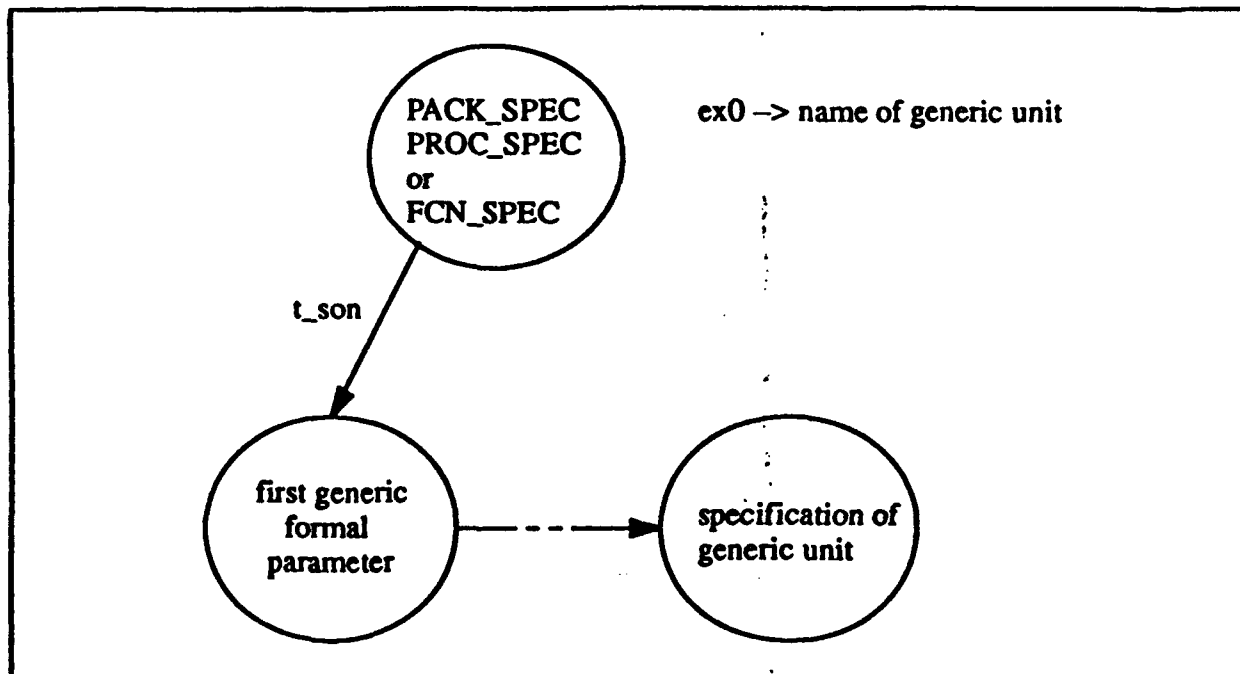 PACK_SPEC
PROC_SPEC
or
FCN_SPEC
ex0 –> name of generic unit
t_son
first generic
formal
parameter
specification of
generic unit